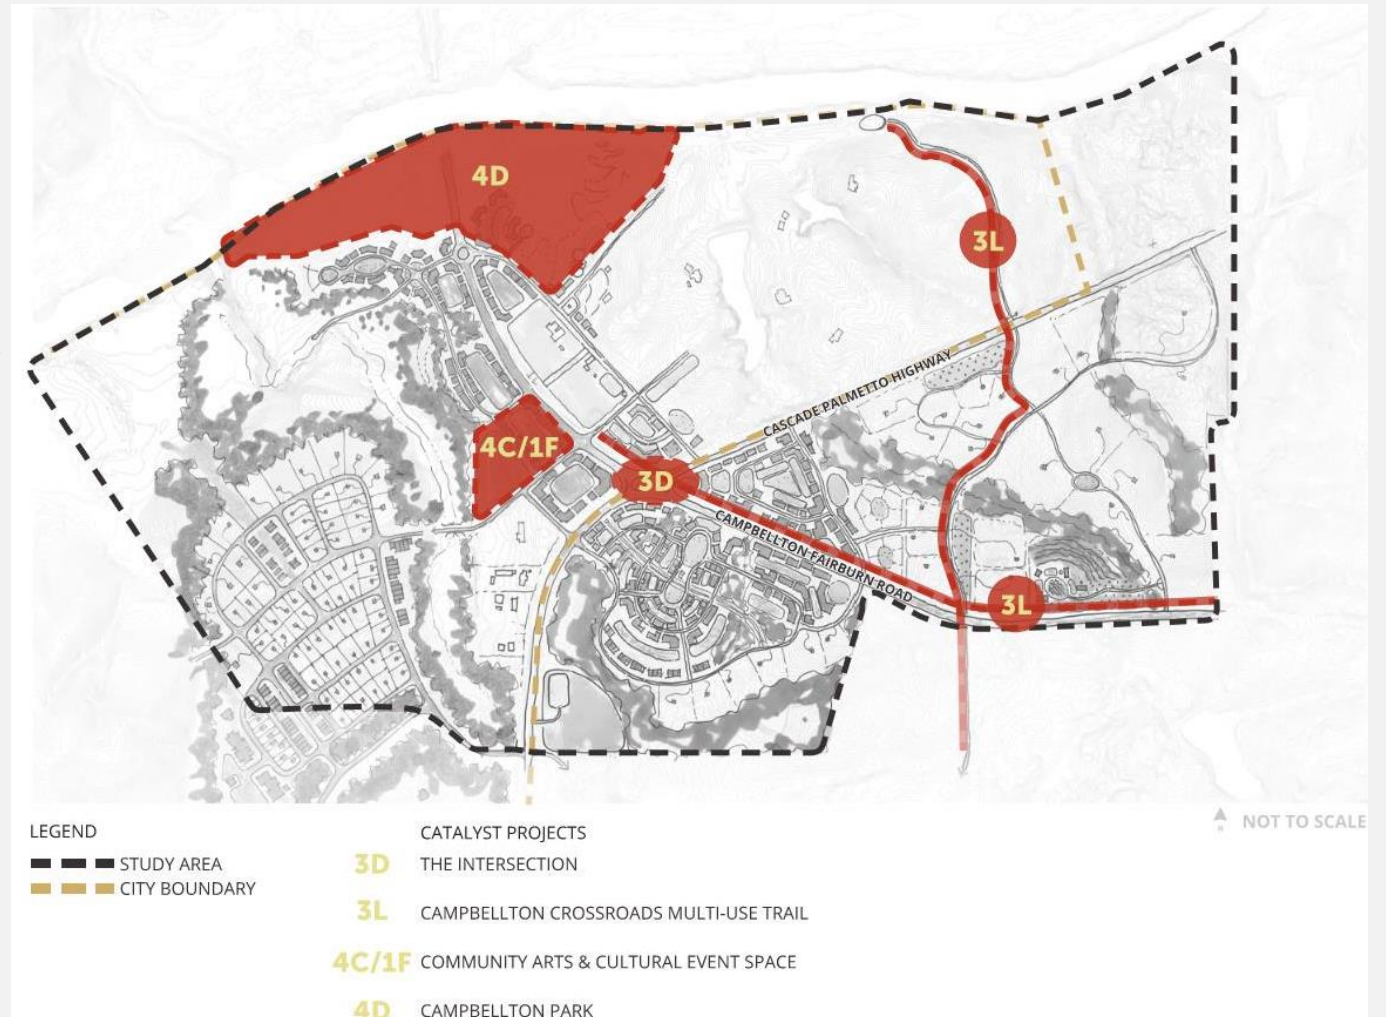 4D
3L
4C/1F
3D
CASCADE PALMETTO HIGHWAY
CAMPBELLTON FAIRBURN ROAD
3L
NOT TO SCALE
LEGEND
STUDY AREA
CITY BOUNDARY
CATALYST PROJECTS
3D THE INTERSECTION
3L CAMPBELLTON CROSSROADS MULTI-USE TRAIL
4C/1F COMMUNITY ARTS & CULTURAL EVENT SPACE
4D CAMPBELLTON PARK